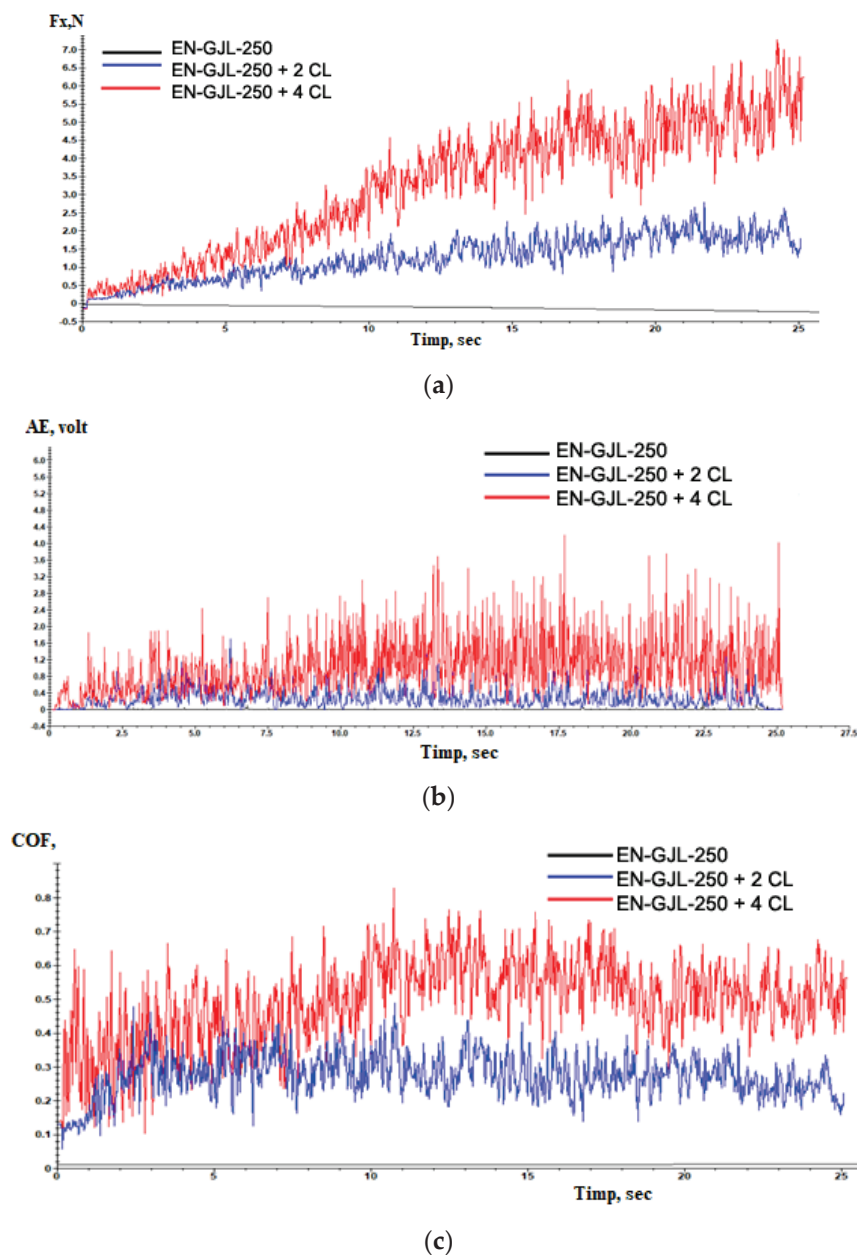 Fx,N
7.0
6.5
6.0
5.5
5.0
4.5
4.0
3.5
3.0
2.5
2.0
1.5
1.0
0.5
0
-0.5
EN-GJL-250
EN-GJL-250 + 2 CL
EN-GJL-250 + 4 CL
5 10 15 20 25
Timp, sec
(a)
AE, volt
6.0
5.6
5.2
4.8
4.4
4.0
3.6
3.2
2.8
2.4
2.0
1.6
1.2
0.8
0.4
0
-0.4
EN-GJL-250
EN-GJL-250 + 2 CL
EN-GJL-250 + 4 CL
0 2.5 5.0 7.5 10.0 12.5 15.0 17.5 20.0 22.5 25.0 27.5
Timp, sec
(b)
COF,
0.8
0.7
0.6
0.5
0.4
0.3
0.2
0.1
0
EN-GJL-250
EN-GJL-250 + 2 CL
EN-GJL-250 + 4 CL
0 5 10 15 20 25
Timp, sec
(c)